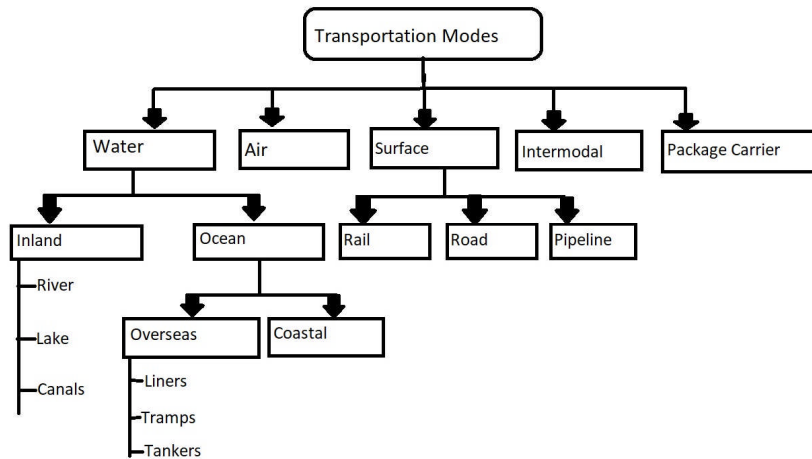 Transportation Modes
Water
Air
Surface
Intermodal
Package Carrier
Inland
Ocean
Rail
Road
Pipeline
River
Lake
Canals
Overseas
Coastal
Liners
Tramps
Tankers